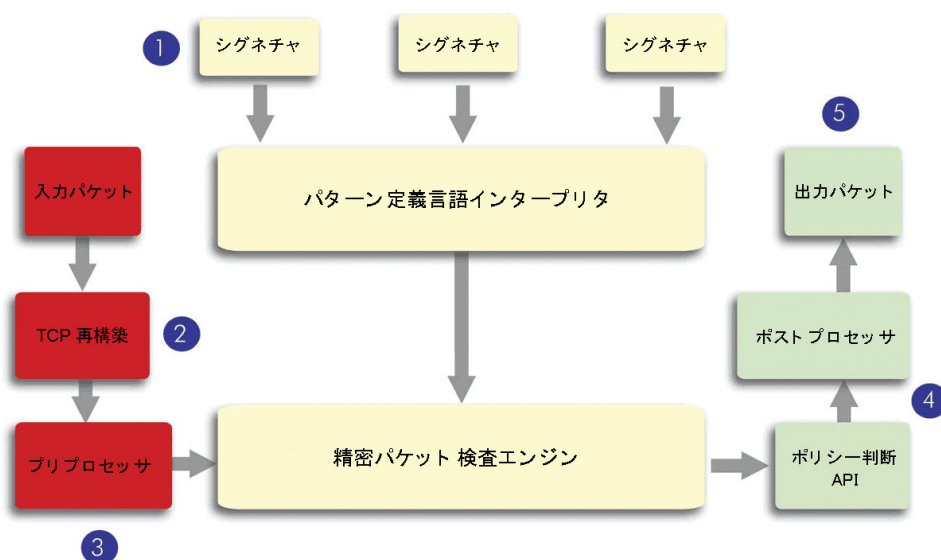 1
シグネチャ
シグネチャ
シグネチャ
5
入力パケット
パターン定義言語インタープリタ
出力パケット
TCP 再構築
2
ポストプロセッサ
4
プリプロセッサ
精密パケット 検査エンジン
ポリシー判断
API
3